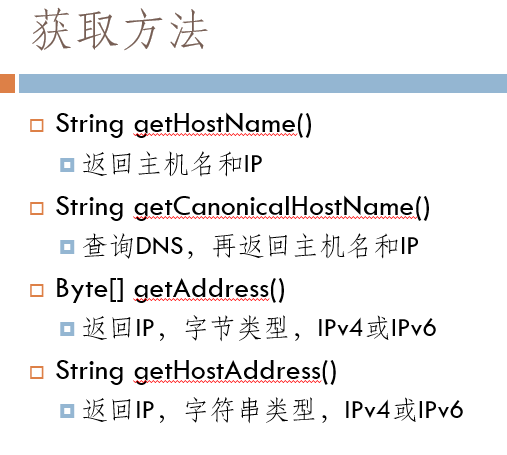 获取方法
String getHostName()
返回主机名和IP
String getCanonicalHostName()
查询DNS，再返回主机名和IP
Byte[] getAddress()
返回IP，字节类型，IPv4或IPv6
String getHostAddress()
返回IP，字符串类型，IPv4或IPv6